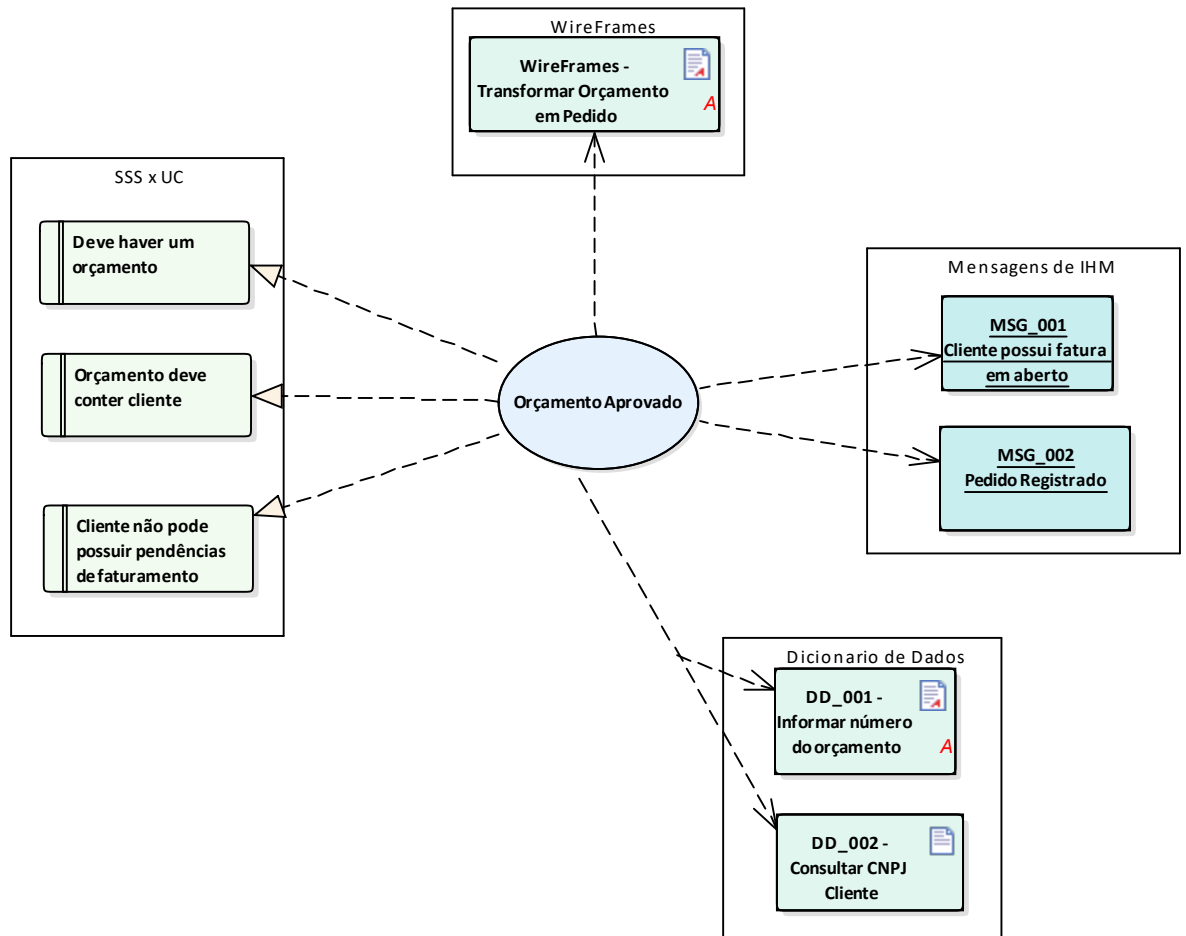 WireFrames
WireFrames -
Transformar Orçamento
em Pedido
A
SSS x UC
Deve haver um
orçamento
Orçamento deve
conter cliente
Cliente não pode
possuir pendências
de faturamento
Orçamento Aprovado
Mensagens de IHM
MSG_001
Cliente possui fatura
em aberto
MSG_002
Pedido Registrado
Dicionario de Dados
DD_001 -
Informar número
do orçamento
A
DD_002 -
Consultar CNPJ
Cliente